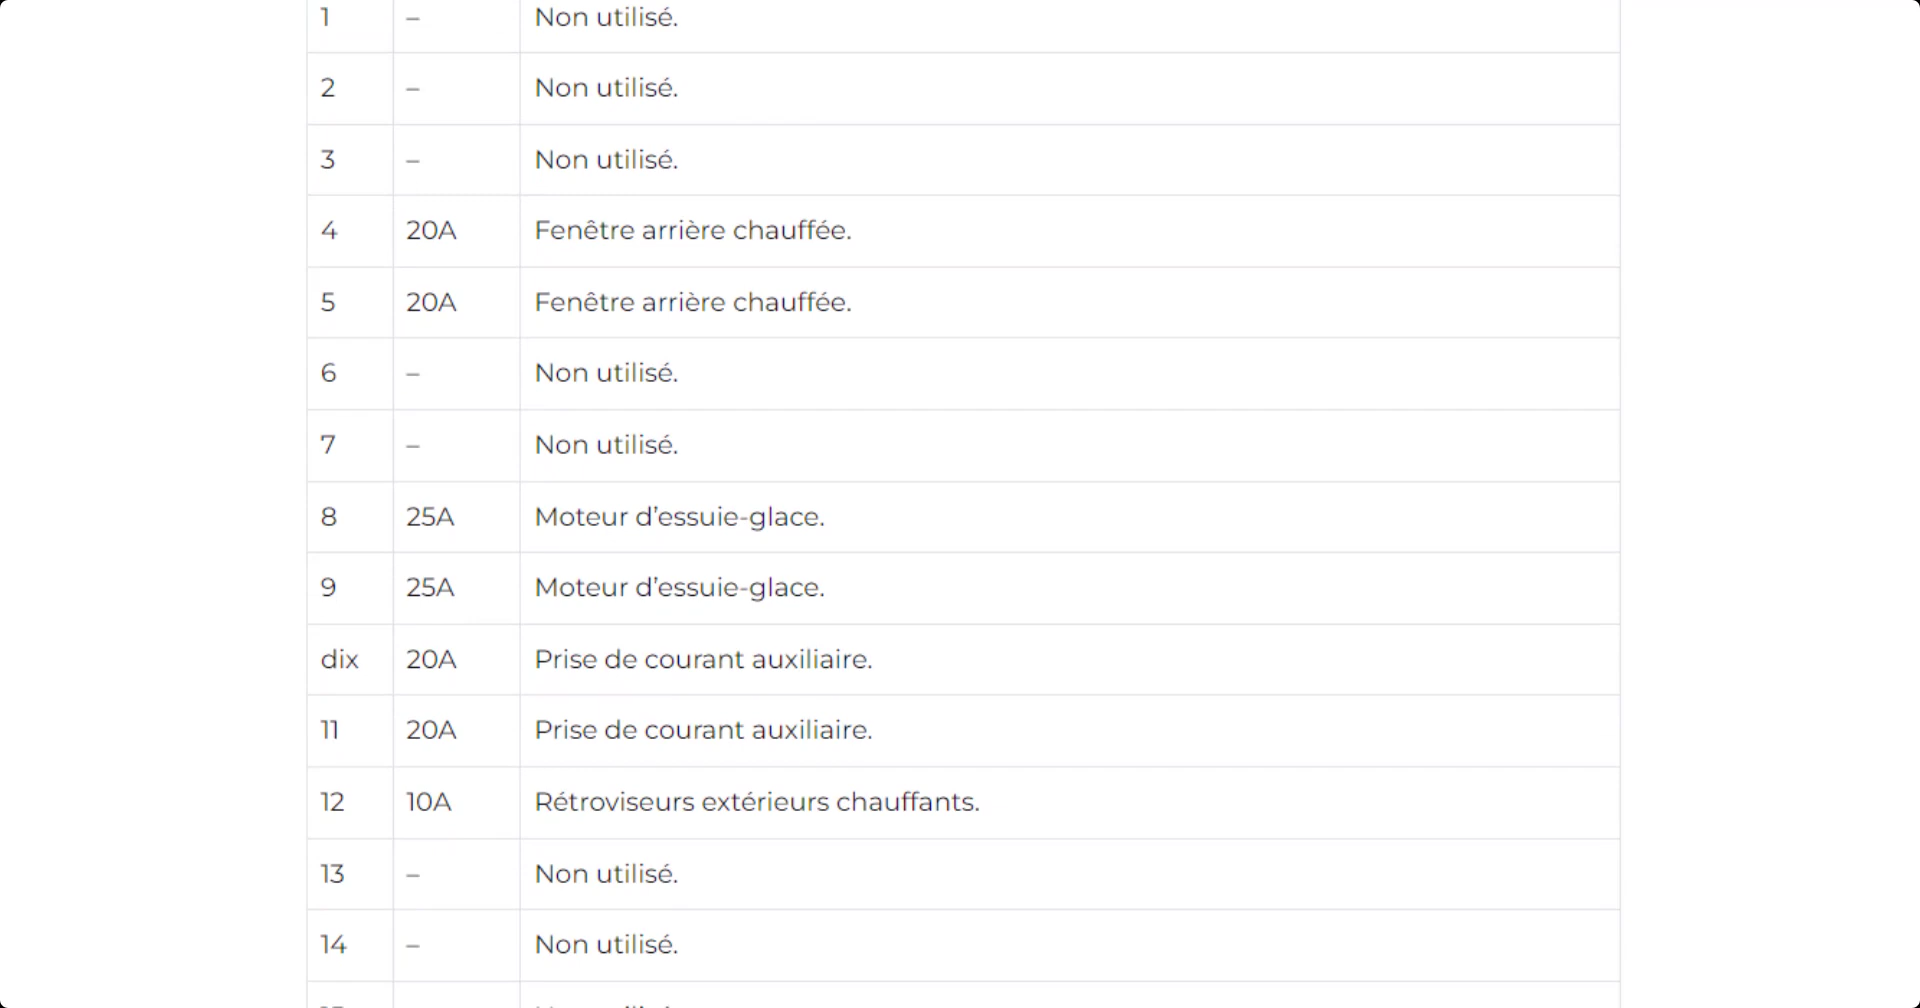 1 – Non utilisé.
2 – Non utilisé.
3 – Non utilisé.
4 20A Fenêtre arrière chauffée.
5 20A Fenêtre arrière chauffée.
6 – Non utilisé.
7 – Non utilisé.
8 25A Moteur d’essuie-glace.
9 25A Moteur d’essuie-glace.
dix 20A Prise de courant auxiliaire.
11 20A Prise de courant auxiliaire.
12 10A Rétroviseurs extérieurs chauffants.
13 – Non utilisé.
14 – Non utilisé.